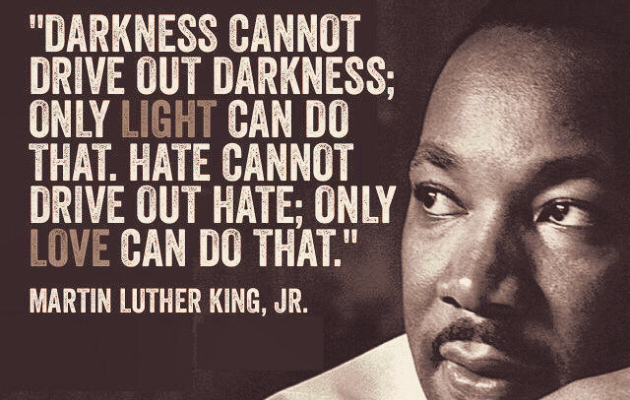 "DARKNESS CANNOT
DRIVE OUT DARKNESS;
ONLY LIGHT CAN DO
THAT. HATE CANNOT
DRIVE OUT HATE; ONLY
LOVE CAN DO THAT."
MARTIN LUTHER KING, JR.